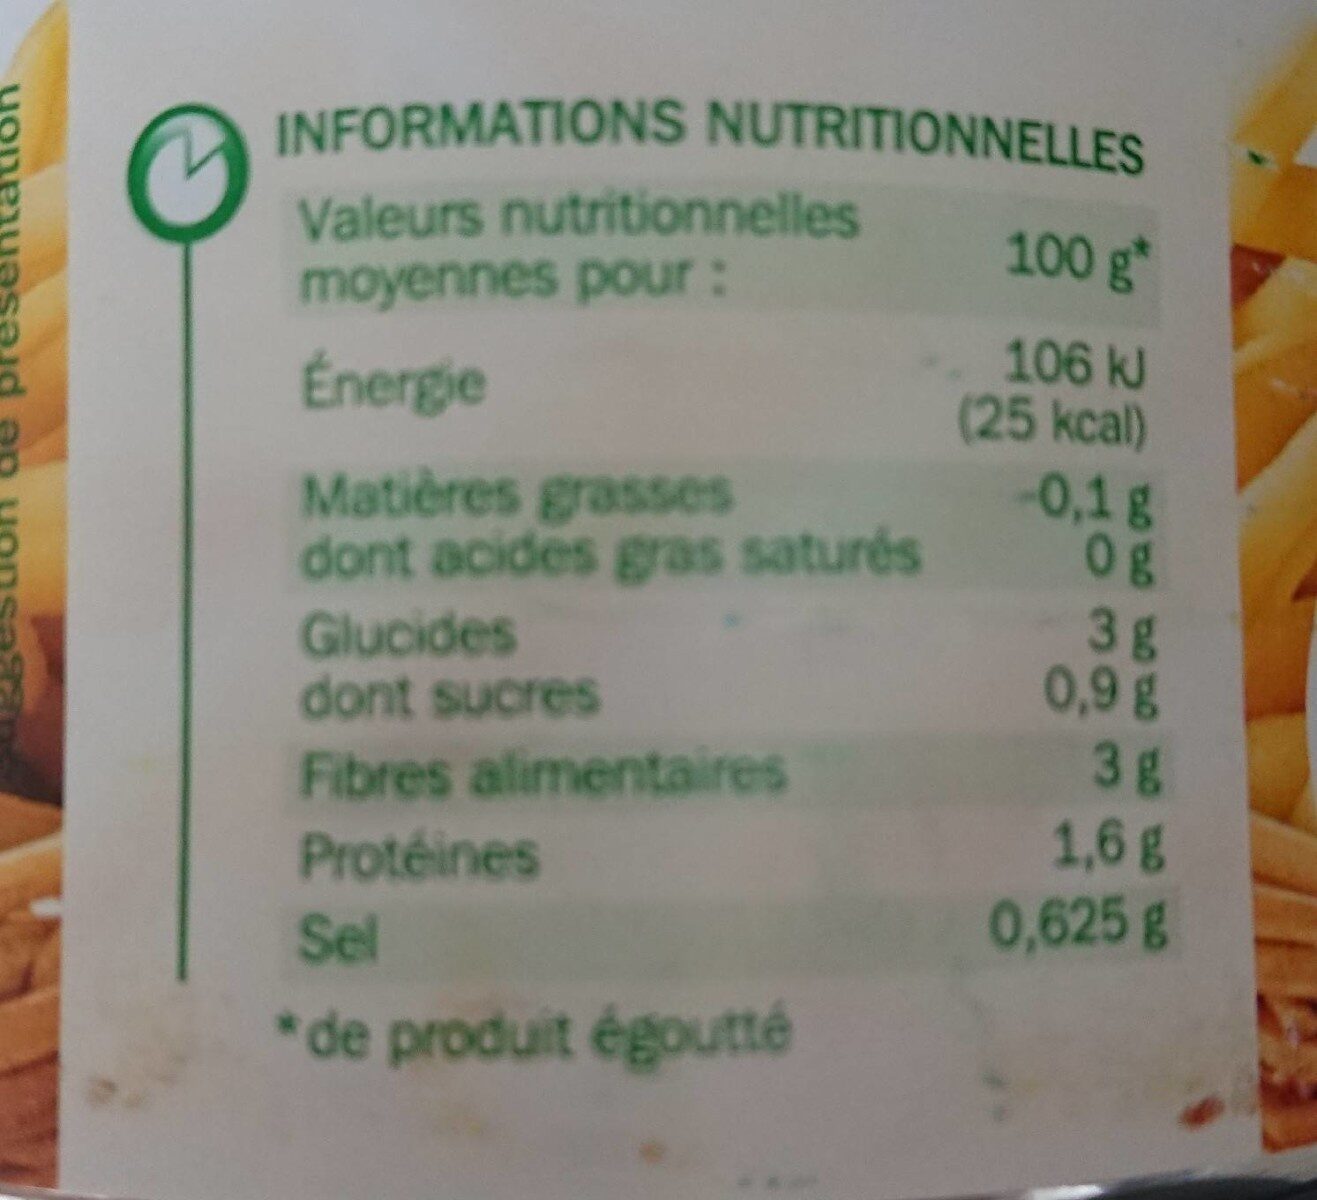 Suggestion de présentation
INFORMATIONS NUTRITIONNELLES
Valeurs nutritionnelles
moyennes pour : 100 g*
Énergie 106 kJ
(25 kcal)
Matières grasses -0,1 g
dont acides gras saturés 0 g
Glucides 3 g
dont sucres 0,9 g
Fibres alimentaires 3 g
Protéines 1,6 g
Sel 0,625 g
*de produit égoutté